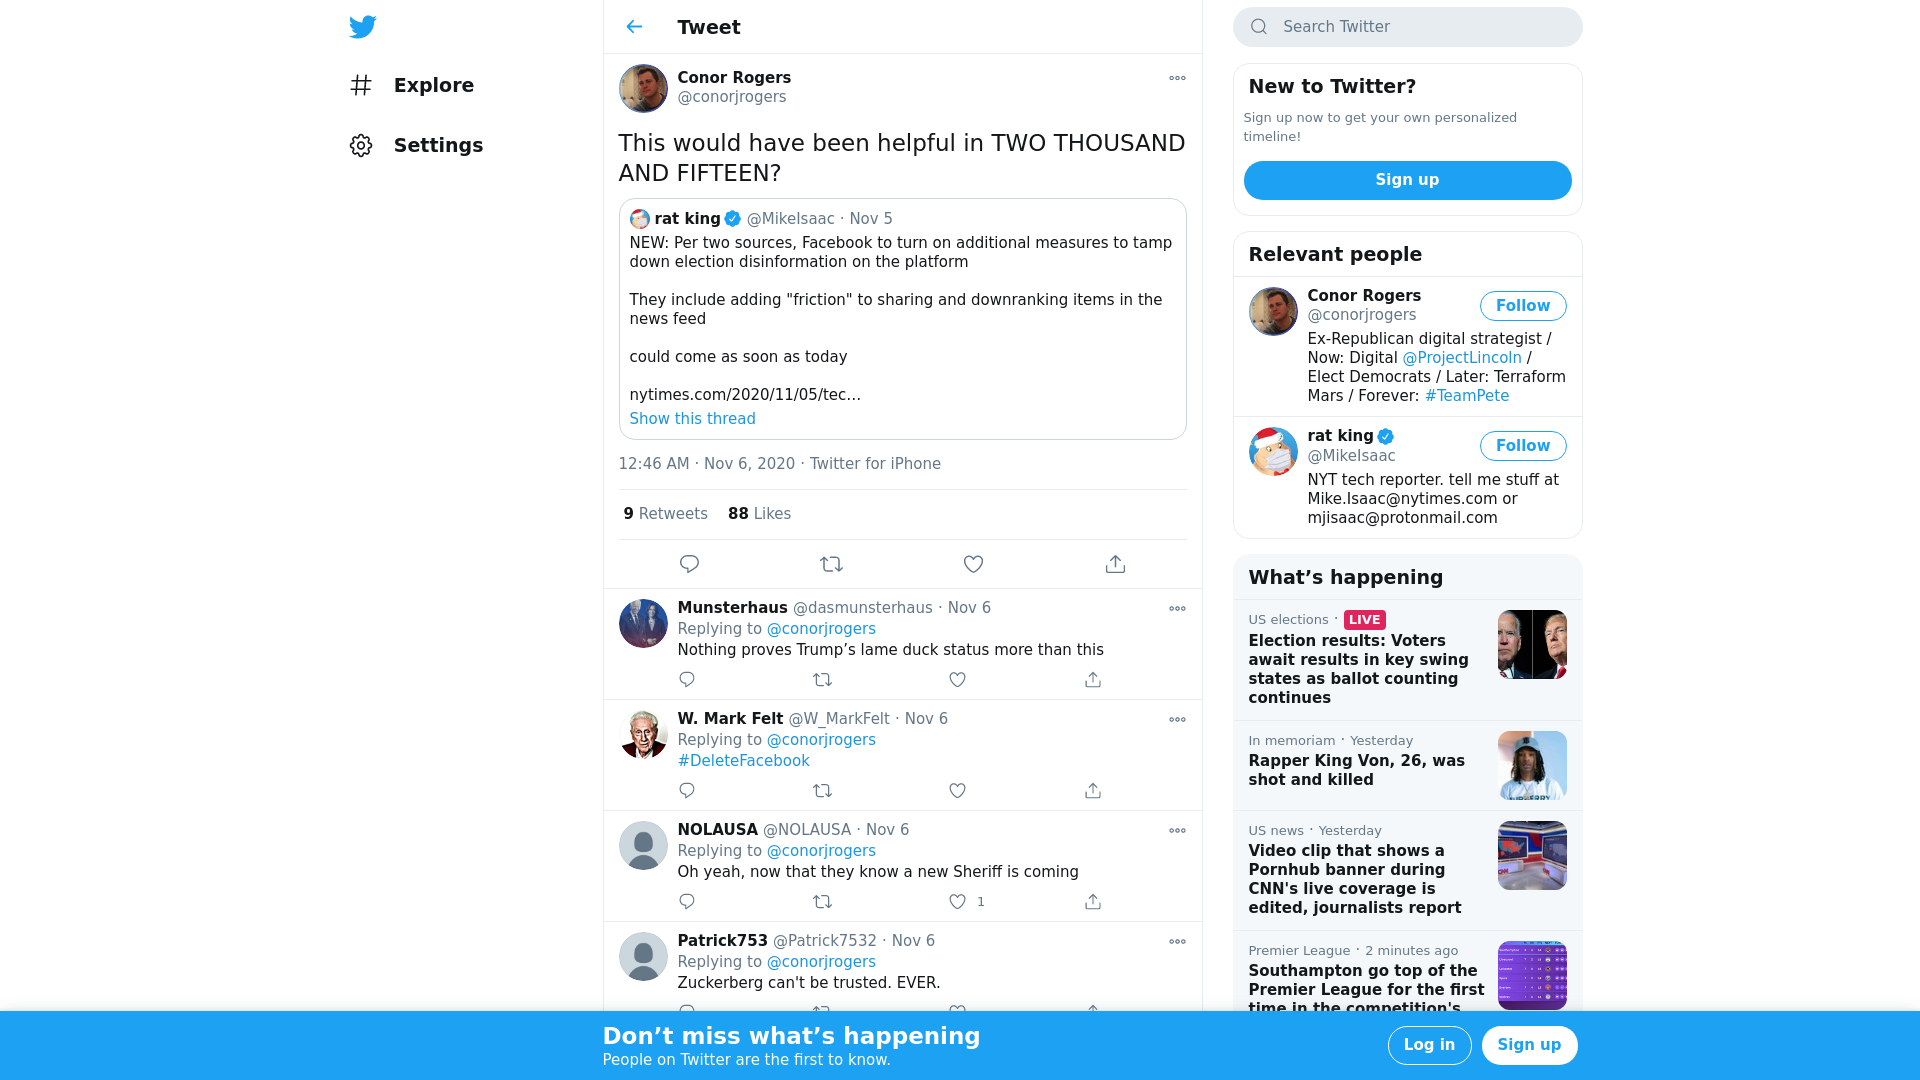 Explore
Settings
Tweet
Conor Rogers
@conorjrogers
This would have been helpful in TWO THOUSAND
AND FIFTEEN?
rat king @MikeIsaac · Nov 5
NEW: Per two sources, Facebook to turn on additional measures to tamp
down election disinformation on the platform
They include adding "friction" to sharing and downranking items in the
news feed
could come as soon as today
nytimes.com/2020/11/05/tec…
Show this thread
12:46 AM · Nov 6, 2020 · Twitter for iPhone
9 Retweets 88 Likes
Munsterhaus @dasmunsterhaus · Nov 6
Replying to @conorjrogers
Nothing proves Trump’s lame duck status more than this
W. Mark Felt @W_MarkFelt · Nov 6
Replying to @conorjrogers
#DeleteFacebook
NOLAUSA @NOLAUSA · Nov 6
Replying to @conorjrogers
Oh yeah, now that they know a new Sheriff is coming
1
Patrick753 @Patrick7532 · Nov 6
Replying to @conorjrogers
Zuckerberg can't be trusted. EVER.
Search Twitter
New to Twitter?
Sign up now to get your own personalized
timeline!
Sign up
Relevant people
Conor Rogers
@conorjrogers
Follow
Ex-Republican digital strategist /
Now: Digital @ProjectLincoln /
Elect Democrats / Later: Terraform
Mars / Forever: #TeamPete
rat king
@MikeIsaac
Follow
NYT tech reporter. tell me stuff at
Mike.Isaac@nytimes.com or
mjisaac@protonmail.com
What’s happening
US elections · LIVE
Election results: Voters
await results in key swing
states as ballot counting
continues
In memoriam · Yesterday
Rapper King Von, 26, was
shot and killed
US news · Yesterday
Video clip that shows a
Pornhub banner during
CNN's live coverage is
edited, journalists report
Premier League · 2 minutes ago
Southampton go top of the
Premier League for the first
time in the competition's
Don’t miss what’s happening
People on Twitter are the first to know.
Log in
Sign up